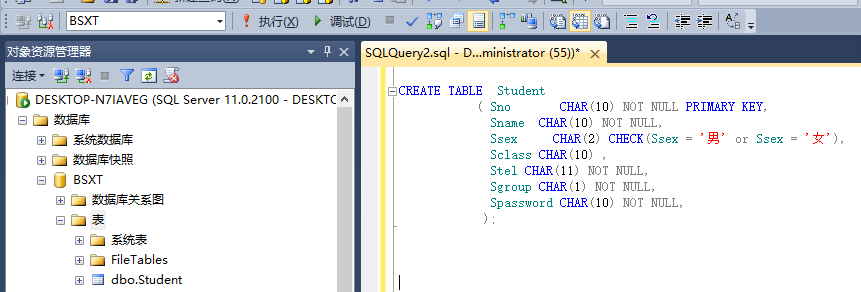 BSXT
执行(X)
调试(D)
对象资源管理器
连接
DESKTOP-N7IAVEG (SQL Server 11.0.2100 - DESKTC
数据库
系统数据库
数据库快照
BSXT
数据库关系图
表
系统表
FileTables
dbo.Student
SQLQuery2.sql - D...ministrator (55))*
CREATE TABLE Student
( Sno CHAR(10) NOT NULL PRIMARY KEY,
Sname CHAR(10) NOT NULL,
Ssex CHAR(2) CHECK(Ssex = '男' or Ssex = '女'),
Sclass CHAR(10) ,
Stel CHAR(11) NOT NULL,
Sgroup CHAR(1) NOT NULL,
Spassword CHAR(10) NOT NULL,
);